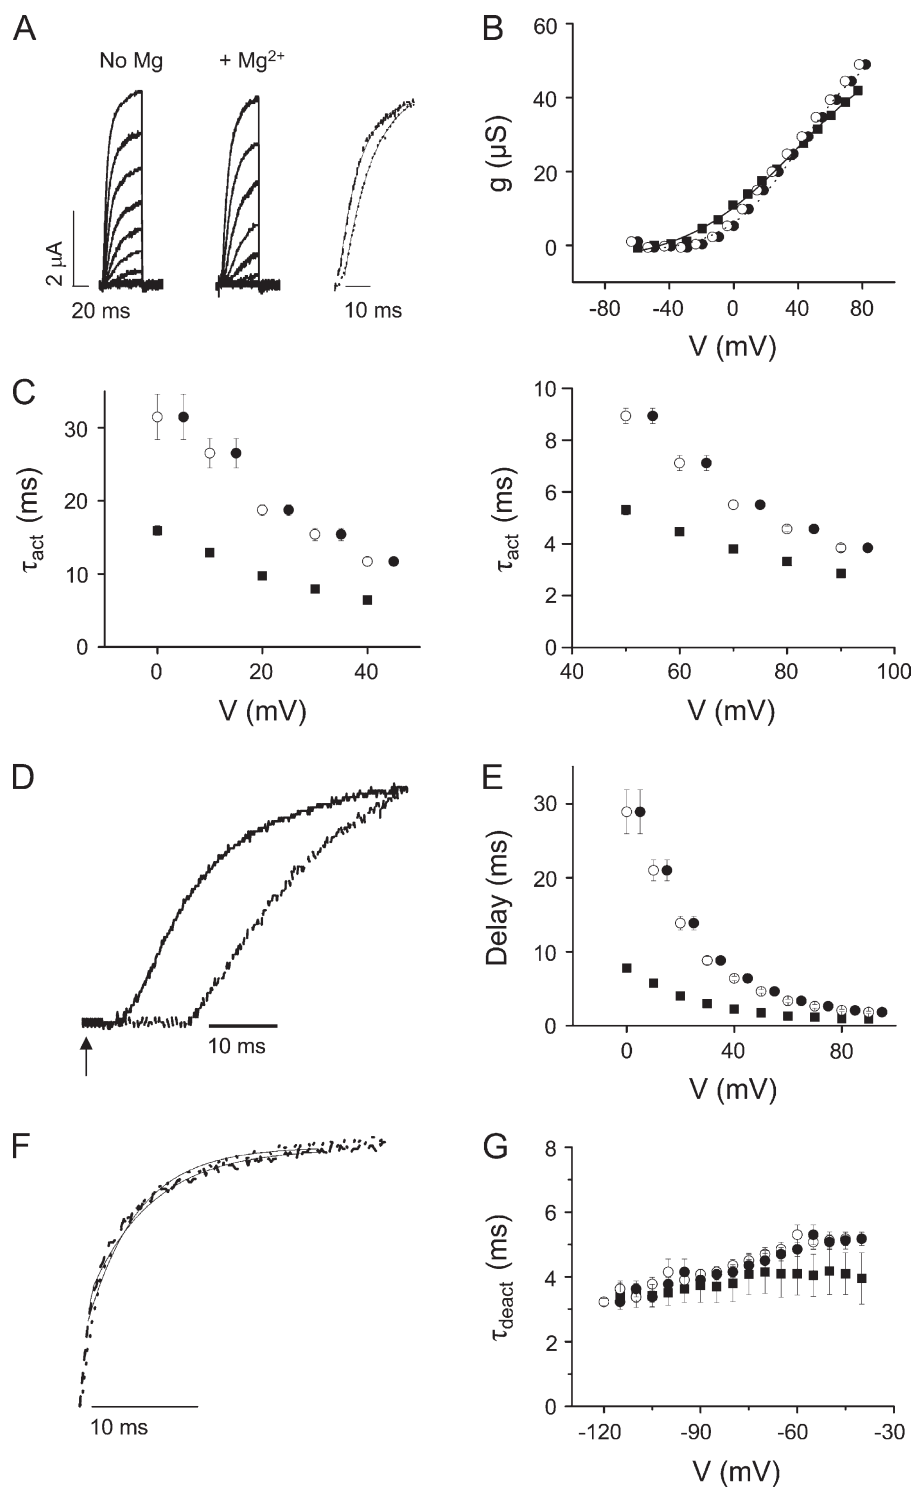 A
No Mg
+ Mg²⁺
2 µA
20 ms
10 ms
B
g (µS)
60
40
20
0
-80
-40
0
40
80
V (mV)
C
τact (ms)
30
20
10
0
0
20
40
V (mV)
τact (ms)
10
8
6
4
2
0
40
60
80
100
V (mV)
D
10 ms
E
Delay (ms)
30
20
10
0
0
40
80
V (mV)
F
10 ms
G
τdeact (ms)
8
6
4
2
0
-120
-90
-60
-30
V (mV)